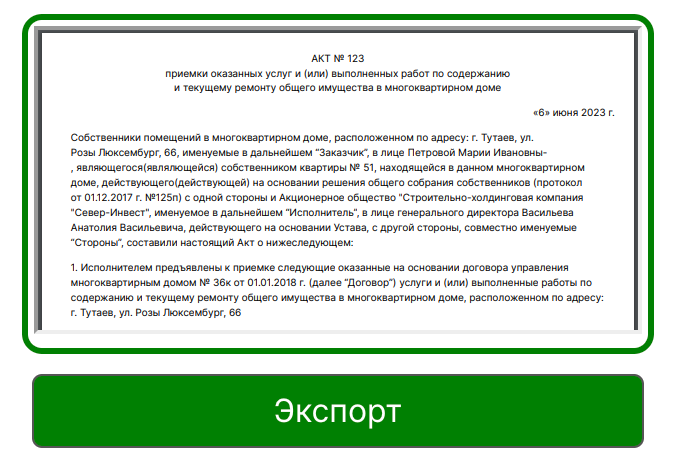 АКТ № 123
приемки оказанных услуг и (или) выполненных работ по содержанию
и текущему ремонту общего имущества в многоквартирном доме
«6» июня 2023 г.
Собственники помещений в многоквартирном доме, расположенном по адресу: г. Тутаев, ул.
Розы Люксембург, 66, именуемые в дальнейшем “Заказчик”, в лице Петровой Марии Ивановны-
, являющегося(являлющейся) собственником квартиры № 51, находящейся в данном многоквартирном
доме, действующего(действующей) на основании решения общего собрания собственников (протокол
от 01.12.2017 г. №125п) с одной стороны и Акционерное общество "Строительно-холдинговая компания
"Север-Инвест", именуемое в дальнейшем “Исполнитель”, в лице генерального директора Васильева
Анатолия Васильевича, действующего на основании Устава, с другой стороны, совместно именуемые
“Стороны”, составили настоящий Акт о нижеследующем:
1. Исполнителем предъявлены к приемке следующие оказанные на основании договора управления
многоквартирным домом № 36к от 01.01.2018 г. (далее “Договор”) услуги и (или) выполненные работы по
содержанию и текущему ремонту общего имущества в многоквартирном доме, расположенном по адресу:
г. Тутаев, ул. Розы Люксембург, 66
Экспорт